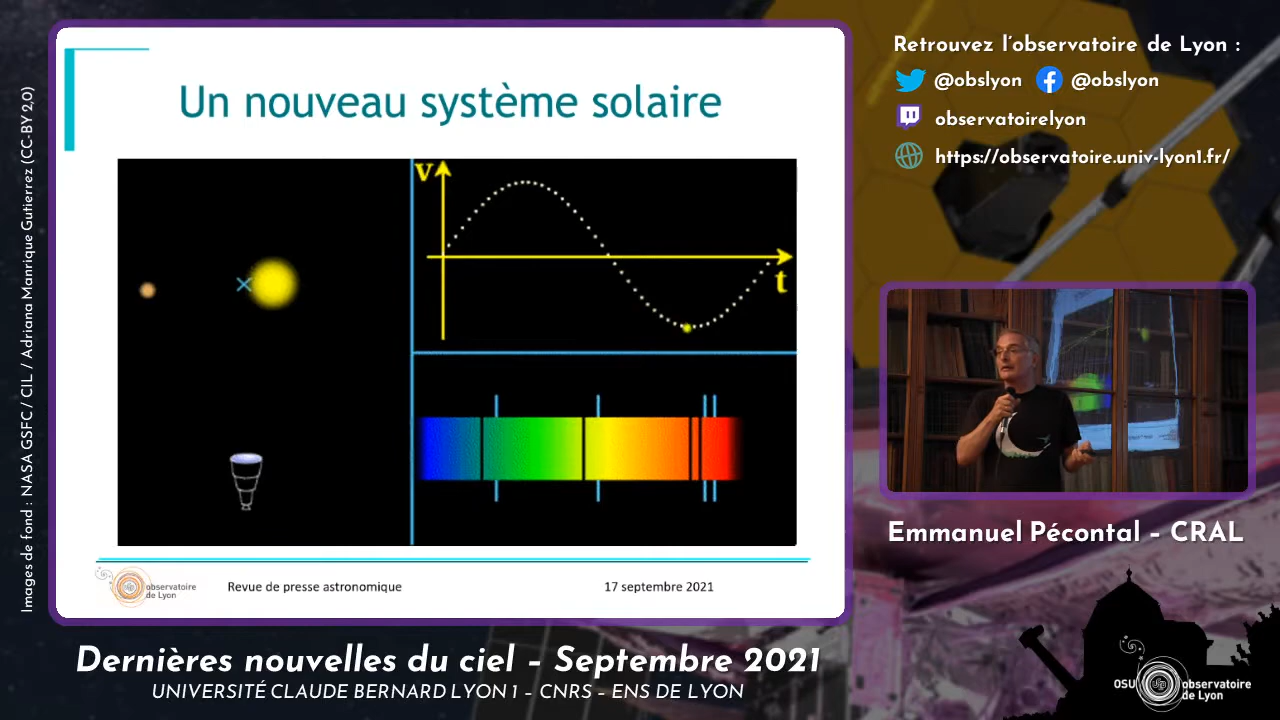 Images de fond : NASA GSFC/ CIL / Adriana Manrique Gutierrez (CC-BY 2.0)
Un nouveau système solaire
v
t
observatoire
de Lyon
Revue de presse astronomique
17 septembre 2021
Dernières nouvelles du ciel – Septembre 2021
UNIVERSITÉ CLAUDE BERNARD LYON 1 – CNRS – ENS DE LYON
Retrouvez l'observatoire de Lyon :
@obslyon @obslyon
observatoirelyon
https://observatoire.univ-lyon1.fr/
Emmanuel Pécontal – CRAL
OSU observatoire
de Lyon